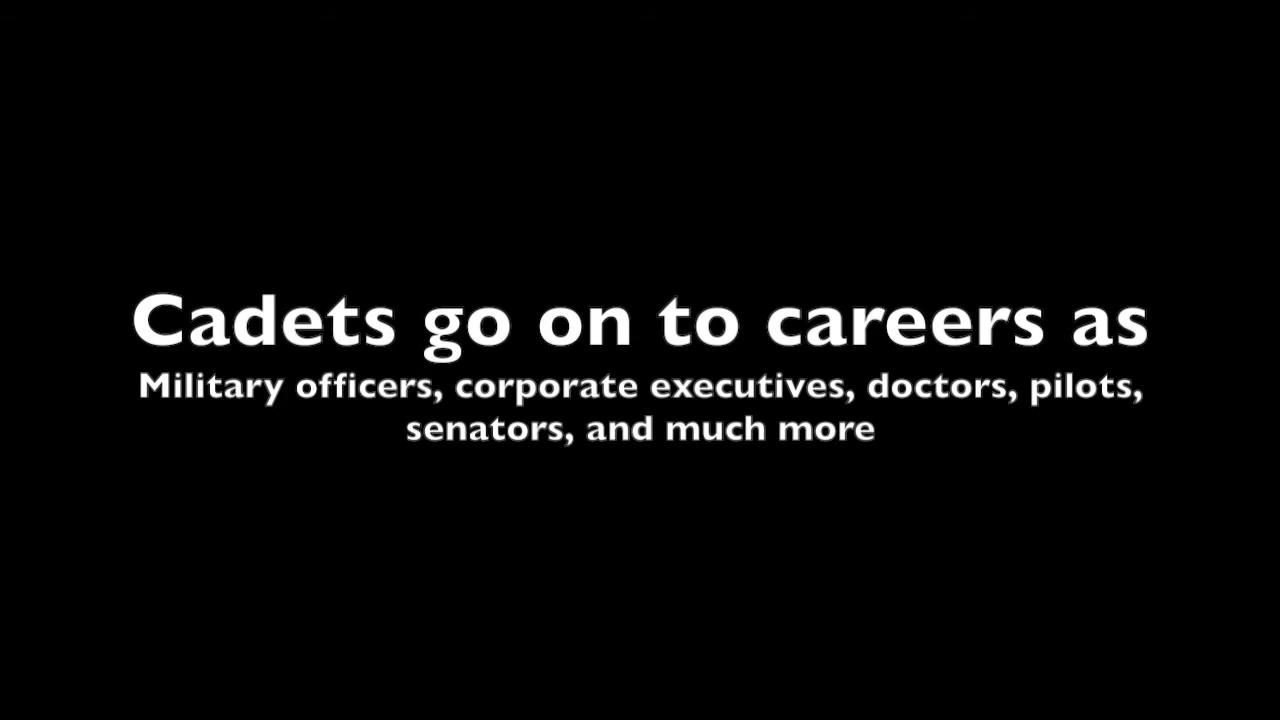 Cadets go on to careers as
Military officers, corporate executives, doctors, pilots,
senators, and much more